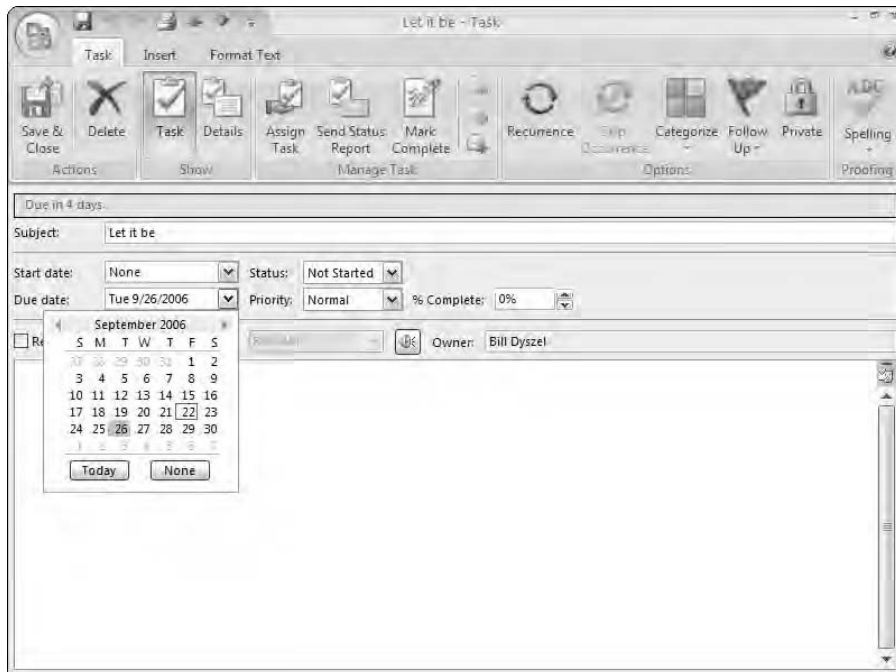 Let it be - Task
Task Insert Format Text
Save & Close Delete Task Details Assign Task Send Status Report Mark Complete Recurrence Skip Occurrence Categorize Follow Up Private ABC Spelling
Actions Show Manage Task Options Proofing
Due in 4 days.
Subject: Let it be
Start date: None Status: Not Started
Due date: Tue 9/26/2006 Priority: Normal % Complete: 0%
September 2006
Re Owner: Bill Dyszel
S M T W T F S
27 28 29 30 31 1 2
3 4 5 6 7 8 9
10 11 12 13 14 15 16
17 18 19 20 21 22 23
24 25 26 27 28 29 30
1 2 3 4 5 6 7
Today None